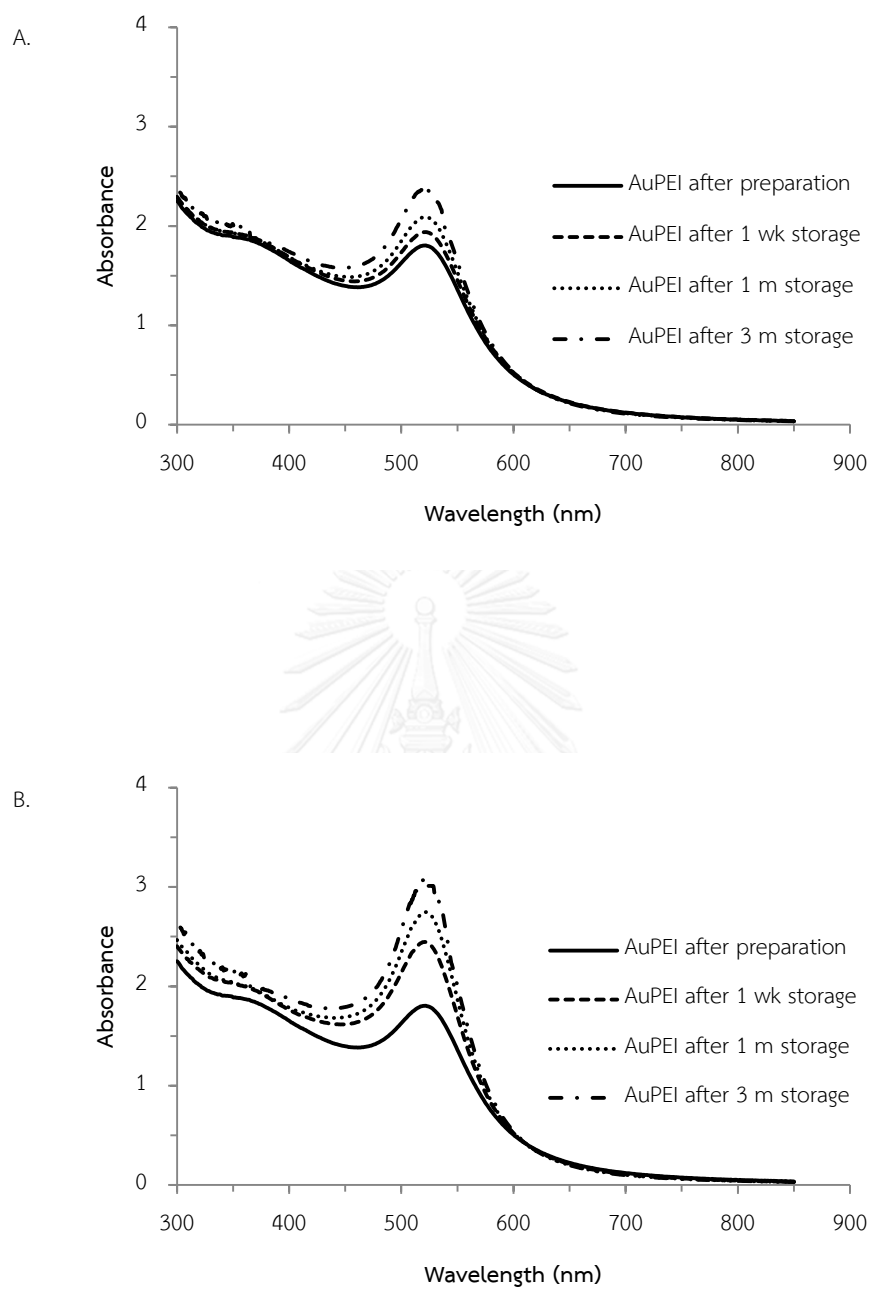 A.
4
3
2
1
0
Absorbance
300 400 500 600 700 800 900
Wavelength (nm)
AuPEI after preparation
AuPEI after 1 wk storage
AuPEI after 1 m storage
AuPEI after 3 m storage
B.
4
3
2
1
0
Absorbance
300 400 500 600 700 800 900
Wavelength (nm)
AuPEI after preparation
AuPEI after 1 wk storage
AuPEI after 1 m storage
AuPEI after 3 m storage